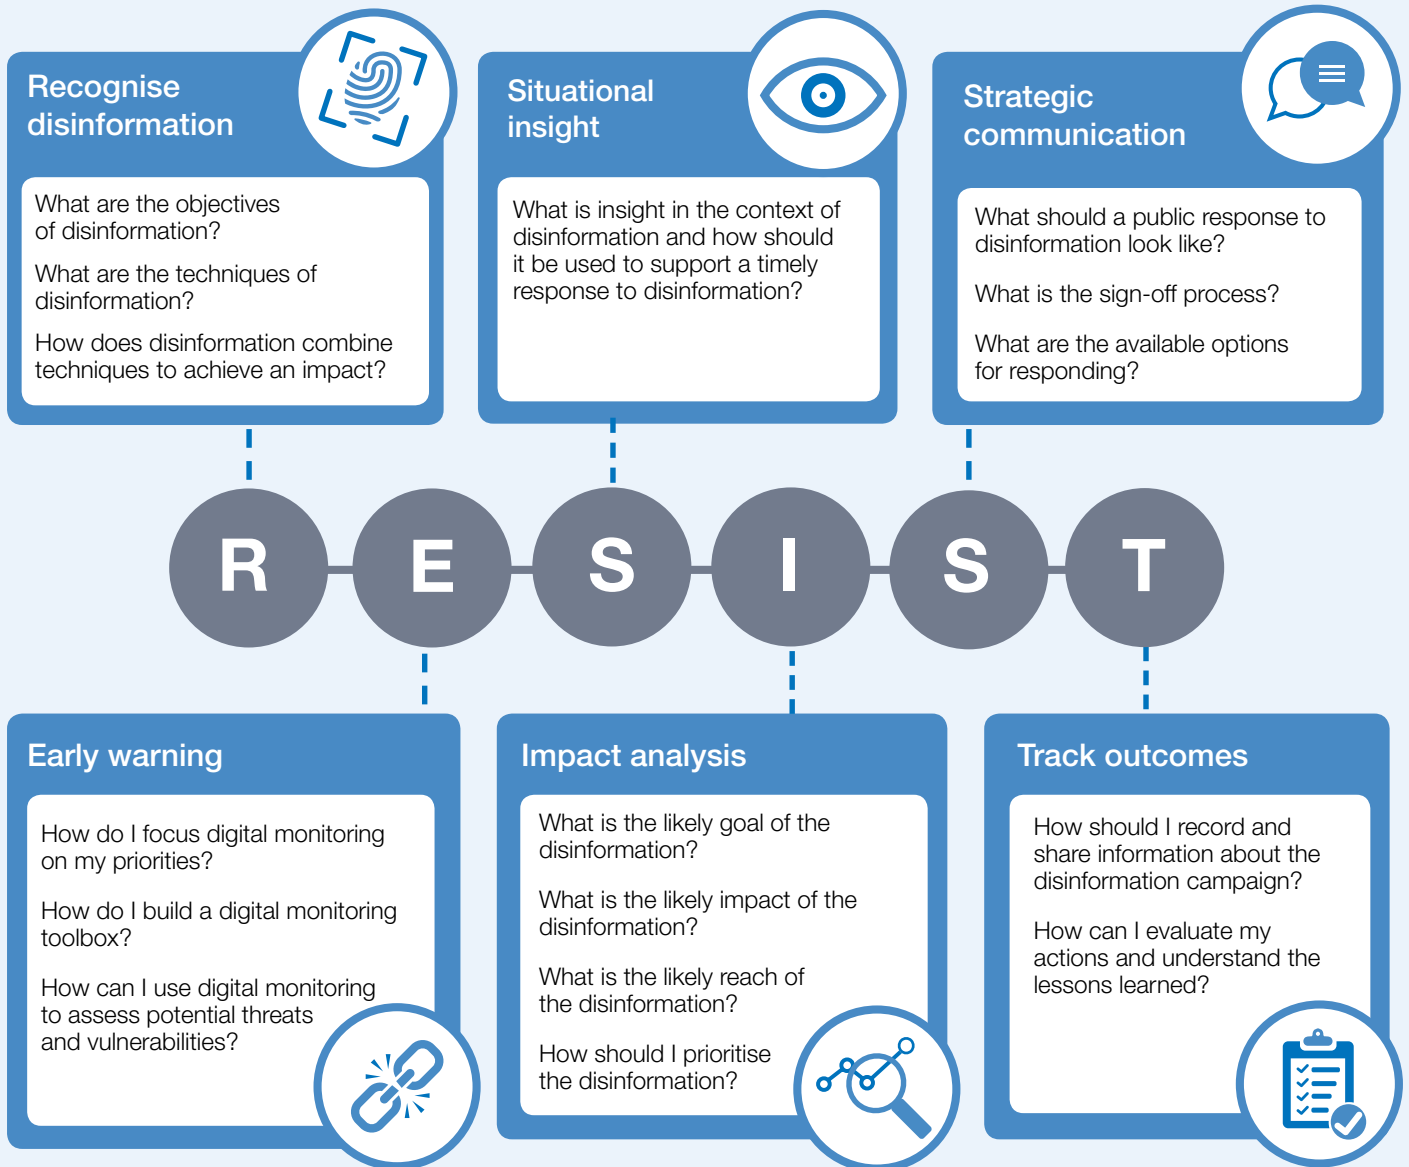 Recognise
disinformation
What are the objectives
of disinformation?
What are the techniques of
disinformation?
How does disinformation combine
techniques to achieve an impact?
Situational
insight
What is insight in the context of
disinformation and how should
it be used to support a timely
response to disinformation?
Strategic
communication
What should a public response to
disinformation look like?
What is the sign-off process?
What are the available options
for responding?
R E S I S T
Early warning
How do I focus digital monitoring
on my priorities?
How do I build a digital monitoring
toolbox?
How can I use digital monitoring
to assess potential threats
and vulnerabilities?
Impact analysis
What is the likely goal of the
disinformation?
What is the likely impact of the
disinformation?
What is the likely reach of
the disinformation?
How should I prioritise
the disinformation?
Track outcomes
How should I record and
share information about the
disinformation campaign?
How can I evaluate my
actions and understand the
lessons learned?